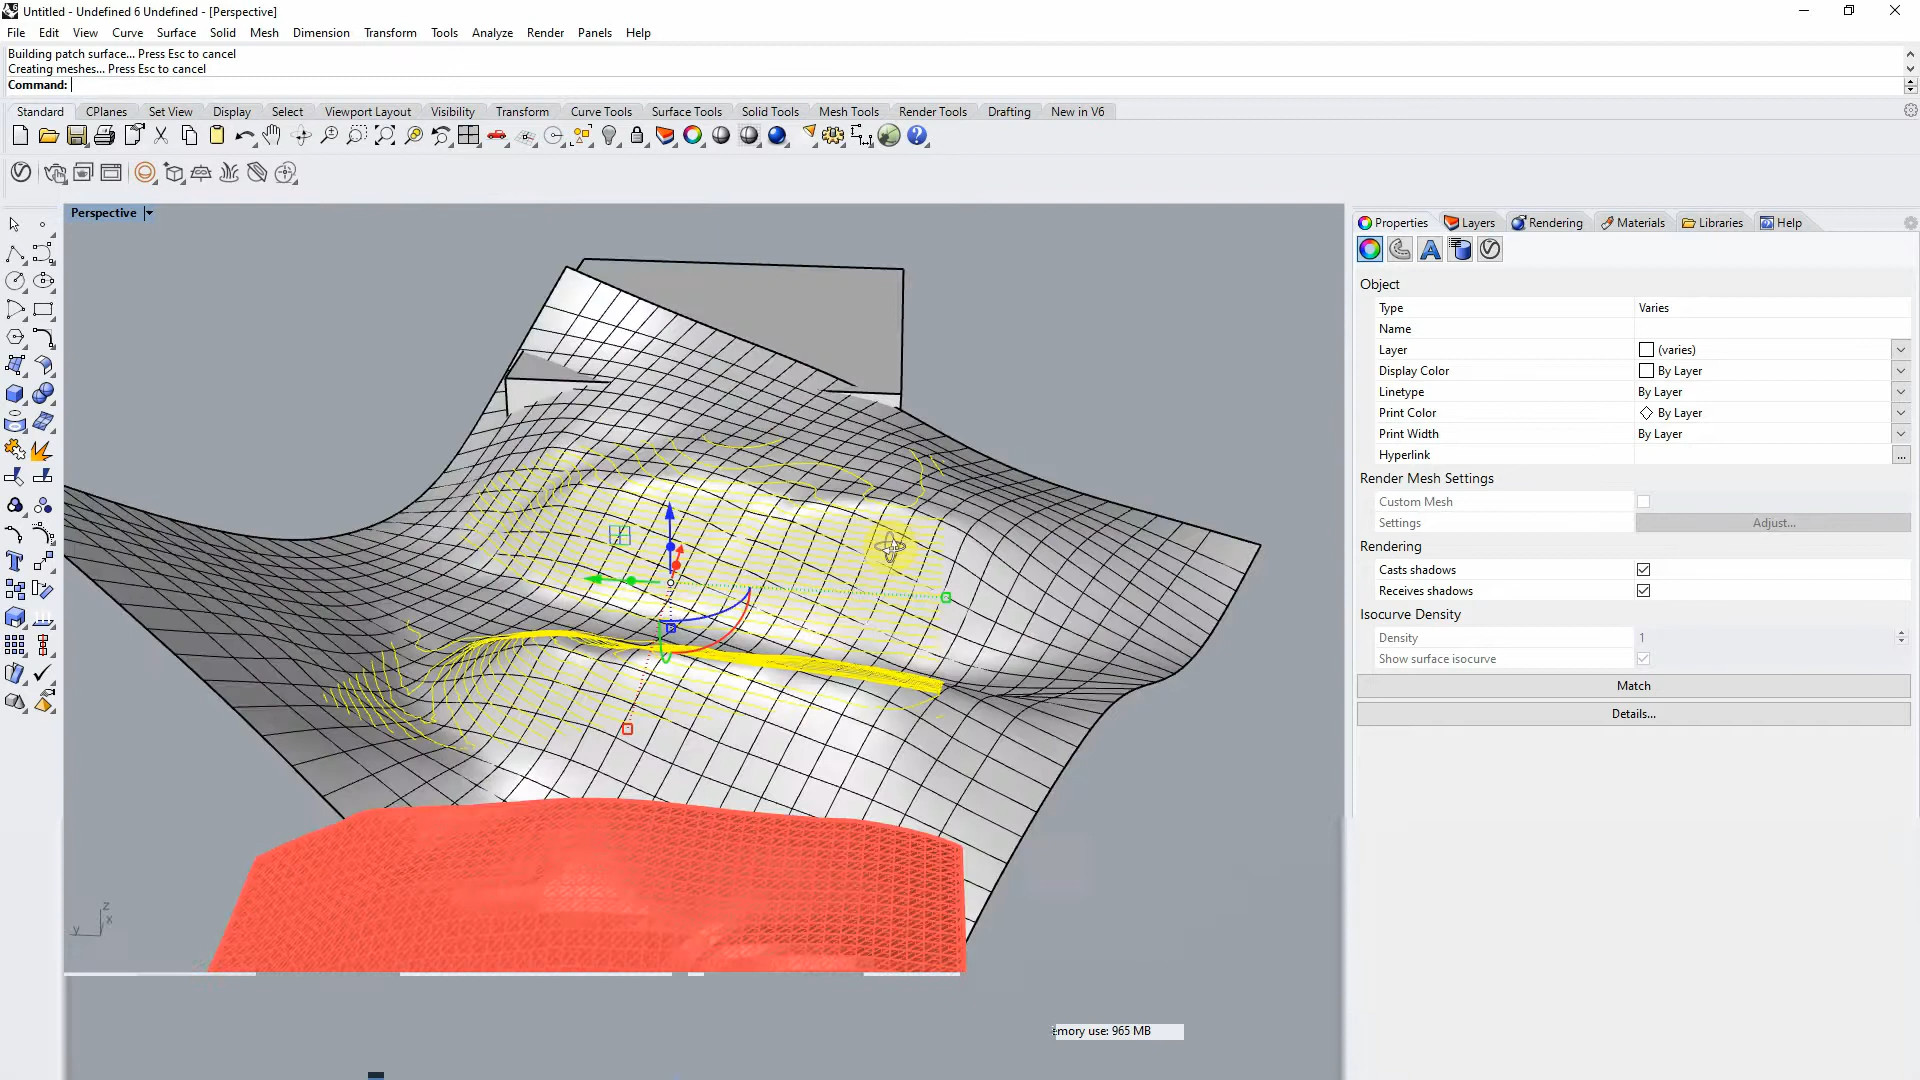 Untitled - Undefined 6 Undefined - [Perspective]
File Edit View Curve Surface Solid Mesh Dimension Transform Tools Analyze Render Panels Help
Building patch surface... Press Esc to cancel
Creating meshes... Press Esc to cancel
Command:
Standard CPlanes Set View Display Select Viewport Layout Visibility Transform Curve Tools Surface Tools Solid Tools Mesh Tools Render Tools Drafting New in V6
Perspective
Properties Layers Rendering Materials Libraries Help
Object
Type Varies
Name
Layer (varies)
Display Color By Layer
Linetype By Layer
Print Color By Layer
Print Width By Layer
Hyperlink ...
Render Mesh Settings
Custom Mesh
Settings Adjust...
Rendering
Casts shadows
Receives shadows
Isocurve Density
Density 1
Show surface isocurve
Match
Details...
z
x
y
emory use: 965 MB